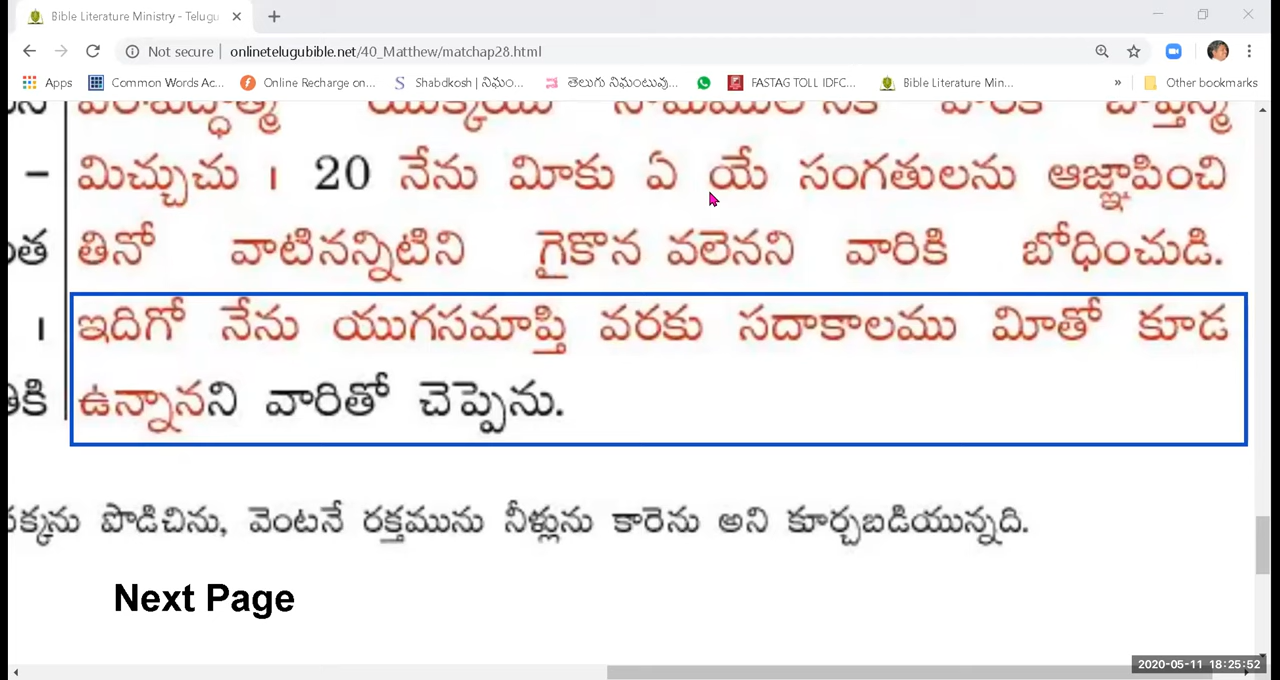 Bible Literature Ministry - Telugu
Not secure | onlinetelugubible.net/40_Matthew/matchap28.html
Apps Common Words Ac... Online Recharge on... Shabdkosh | నిఘం... తెలుగు నిఘంటువు... FASTAG TOLL IDFC... Bible Literature Min... » Other bookmarks
యొక్కయు వారికి
– మిచ్చుచు । 20 నేను మీకు ఏ యే సంగతులను ఆజ్ఞాపించి
తినో వాటినన్నిటిని గైకొన వలెనని వారికి బోధించుడి.
। ఇదిగో నేను యుగసమాప్తి వరకు సదాకాలము మీతో కూడ
ఉన్నానని వారితో చెప్పెను.
పొడిచిను, వెంటనే రక్తమును నీళ్లును కారెను అని కూర్చబడియున్నది.
Next Page
2020-05-11 18:25:52